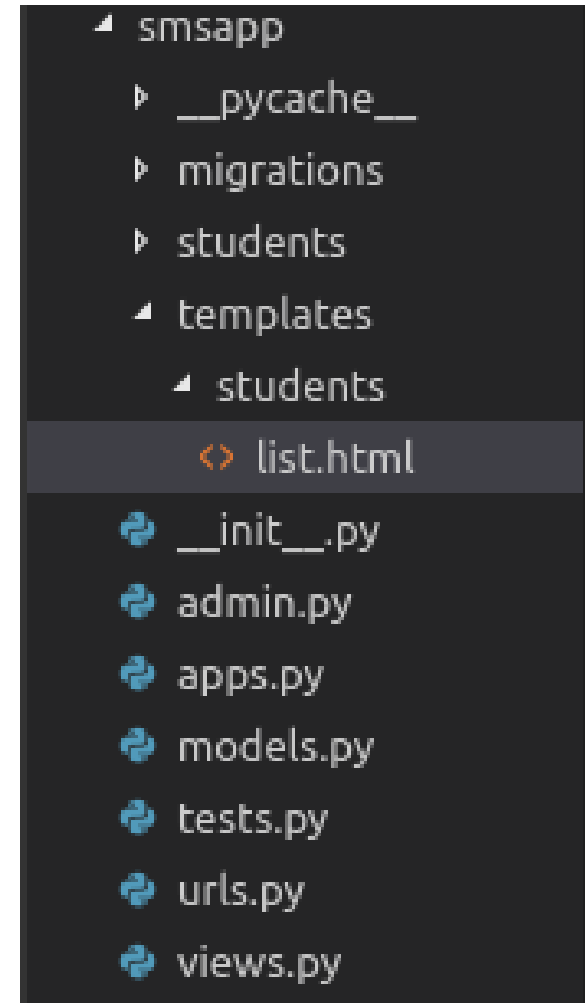 smsapp
__pycache__
migrations
students
templates
students
list.html
__init__.py
admin.py
apps.py
models.py
tests.py
urls.py
views.py